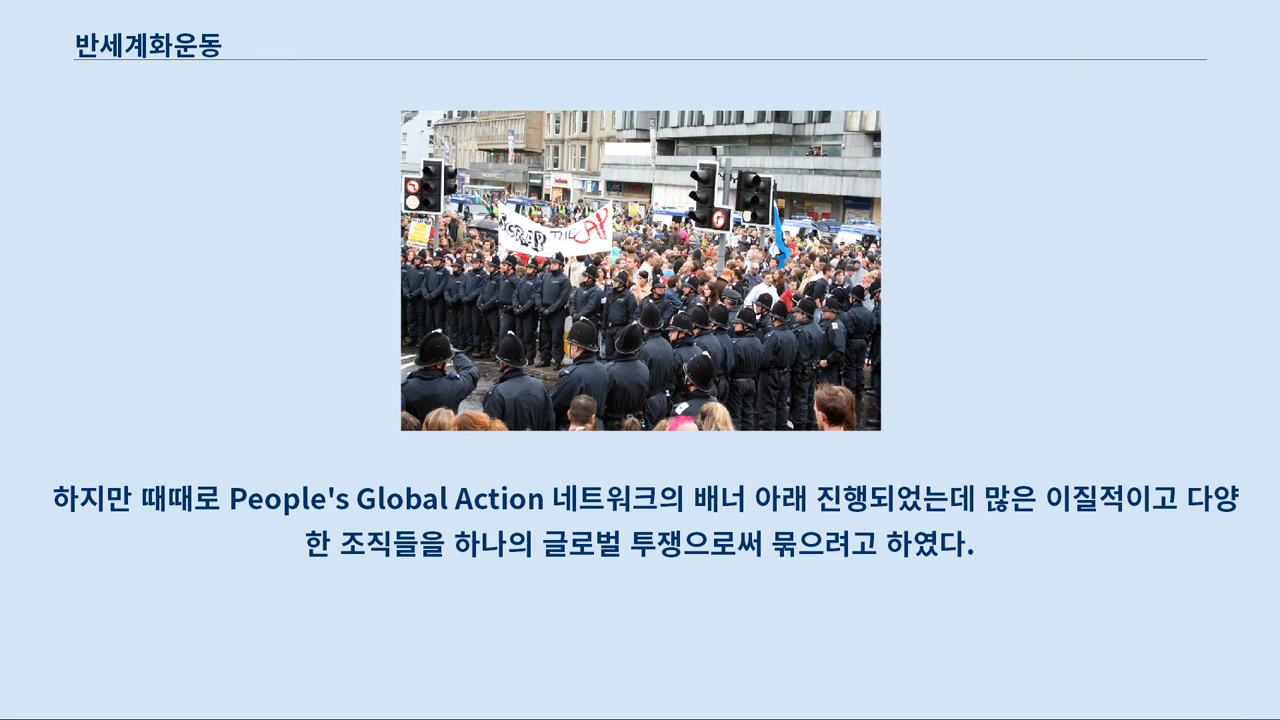 반세계화운동
SCRAP THE CAP
하지만 때때로 People's Global Action 네트워크의 배너 아래 진행되었는데 많은 이질적이고 다양
한 조직들을 하나의 글로벌 투쟁으로써 묶으려고 하였다.